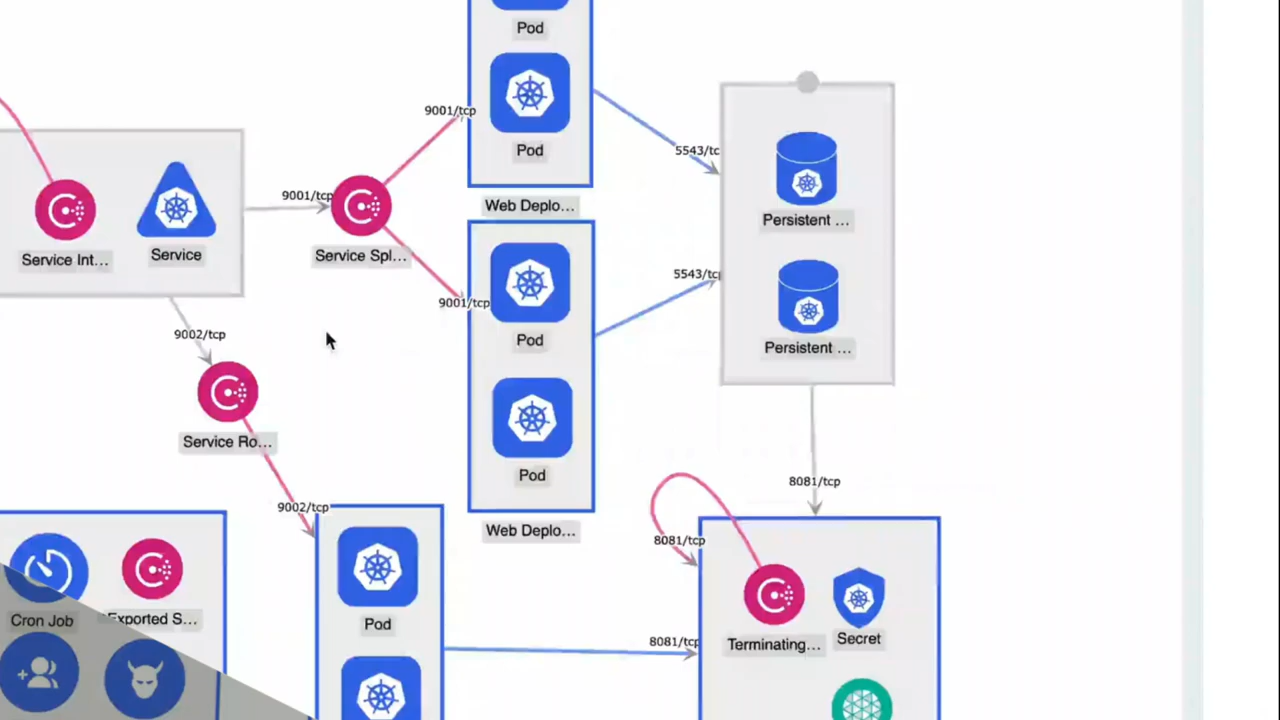 Pod
9001/tcp
Pod
5543/tc
9001/tcp
Web Deplo...
Persistent ...
Service Int...
Service
Service Spl...
5543/tcp
9001/tcp
9002/tcp
Pod
Persistent ...
Service Ro...
Pod
8081/tcp
9002/tcp
Web Deplo...
8081/tcp
Cron Job
Exported S...
Pod
8081/tcp
Terminating...
Secret